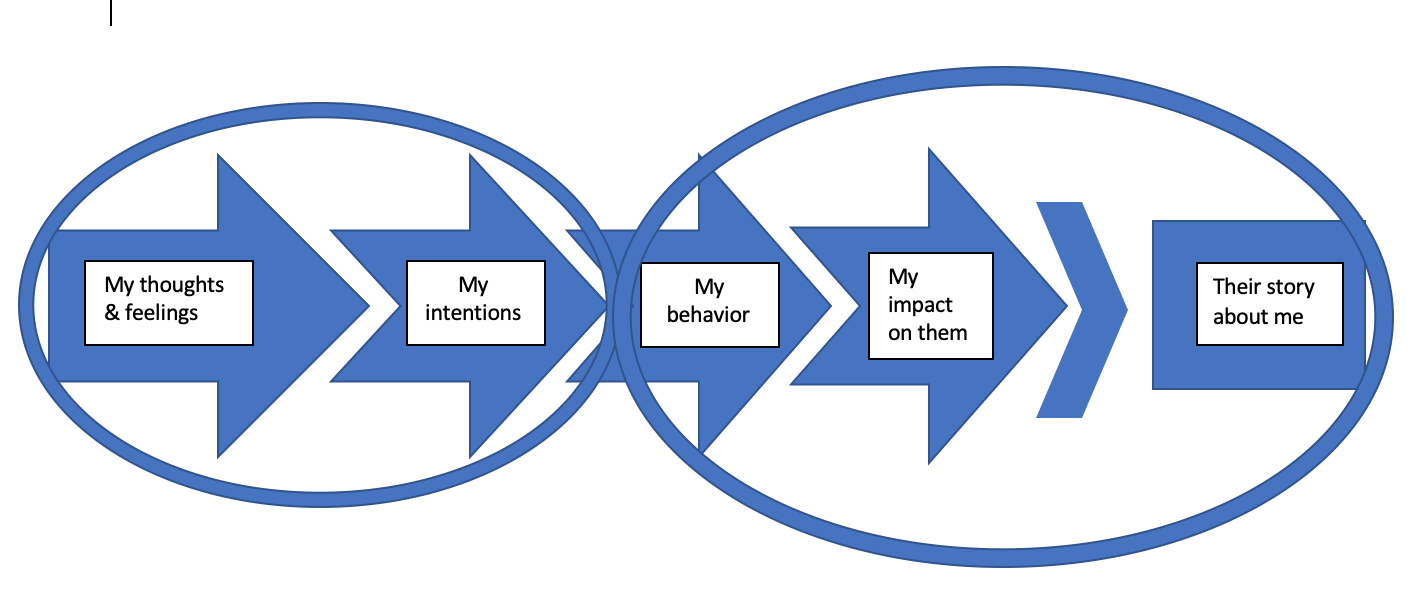 My thoughts
& feelings
My
intentions
My
behavior
My
impact
on them
Their story
about me